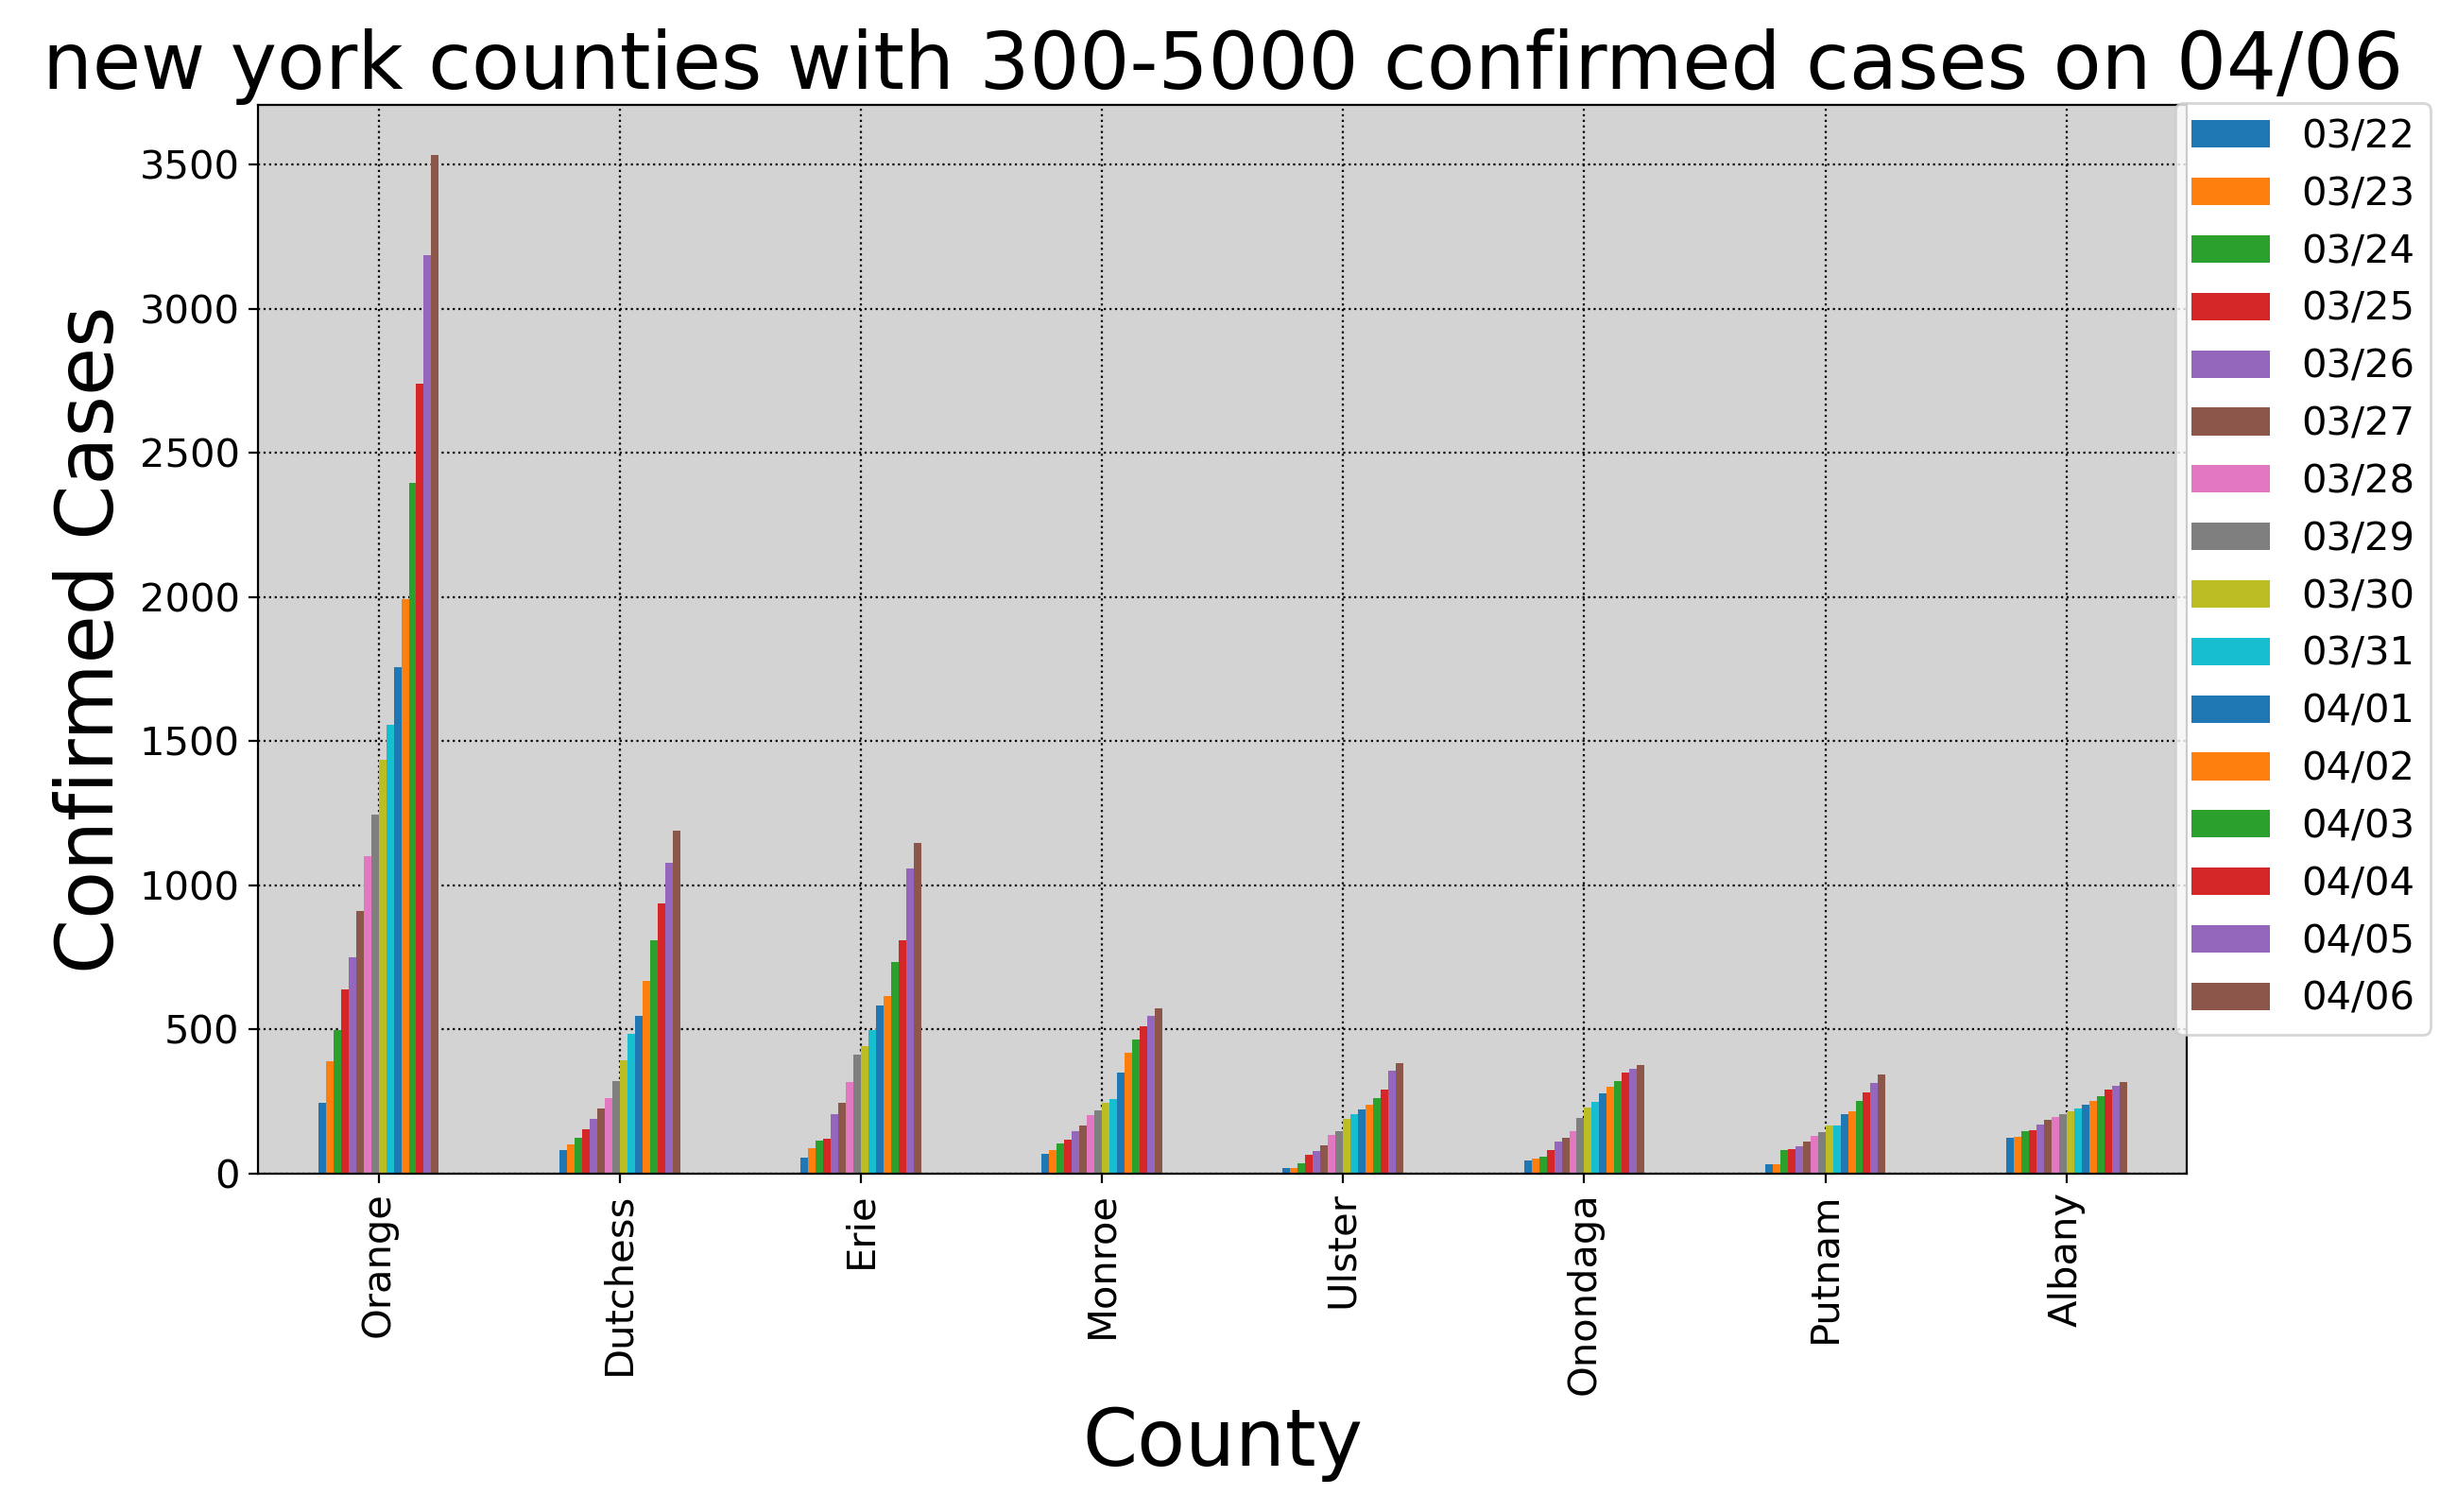 new york counties with 300-5000 confirmed cases on 04/06
Confirmed Cases
3500
3000
2500
2000
1500
1000
500
0
03/22
03/23
03/24
03/25
03/26
03/27
03/28
03/29
03/30
03/31
04/01
04/02
04/03
04/04
04/05
04/06
Orange
Dutchess
Erie
Monroe
Ulster
Onondaga
Putnam
Albany
County